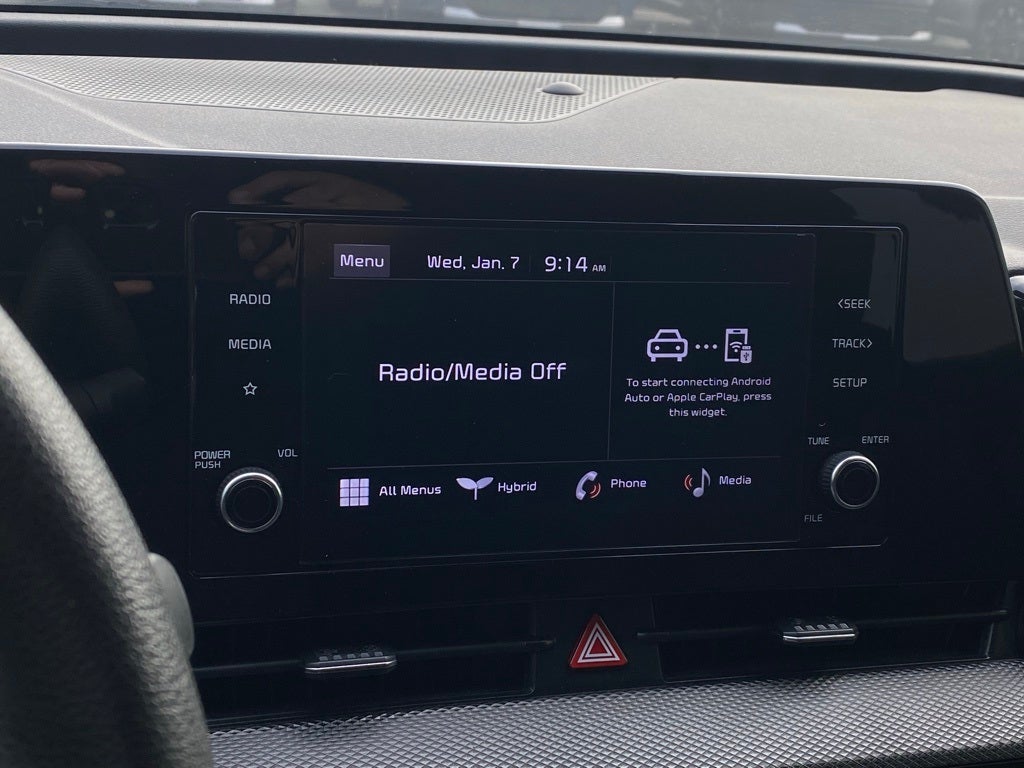 Menu Wed, Jan. 7 9:14 AM
RADIO
MEDIA
POWER
PUSH
VOL
Radio/Media Off
To start connecting Android
Auto or Apple CarPlay, press
this widget.
All Menus Hybrid Phone Media
<SEEK
TRACK>
SETUP
TUNE
ENTER
FILE